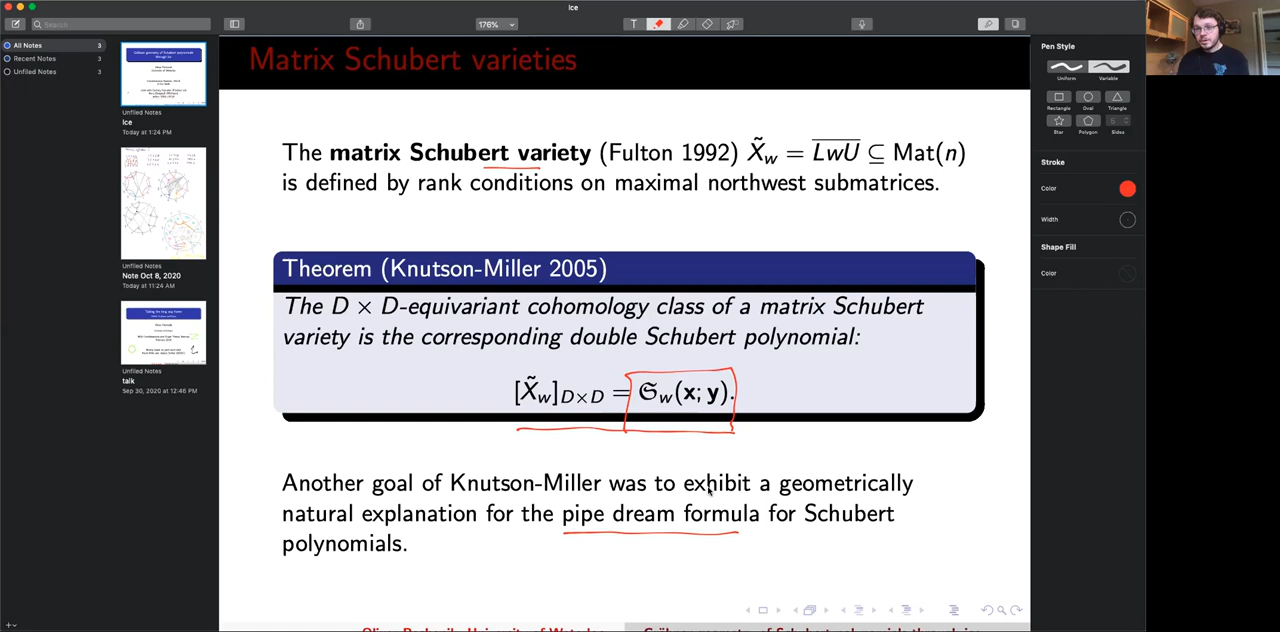 Ice
Search
176%
T
All Notes 3
Recent Notes 3
Unfiled Notes 3
Unfiled Notes
Ice
Today at 1:24 PM
Unfiled Notes
Note Oct 8, 2020
Today at 11:24 AM
talk
Unfiled Notes
Sep 30, 2020 at 12:46 PM
Matrix Schubert varieties
The matrix Schubert variety (Fulton 1992) X̃_w = \overline{LwU} ⊆ Mat(n)
is defined by rank conditions on maximal northwest submatrices.
Theorem (Knutson-Miller 2005)
The D × D-equivariant cohomology class of a matrix Schubert
variety is the corresponding double Schubert polynomial:
[X̃_w]_{D×D} = 𝔖_w(x; y).
Another goal of Knutson-Miller was to exhibit a geometrically
natural explanation for the pipe dream formula for Schubert
polynomials.
Pen Style
Uniform Variable
Rectangle Oval Triangle
Star Polygon Sides
Stroke
Color
Width
Shape Fill
Color